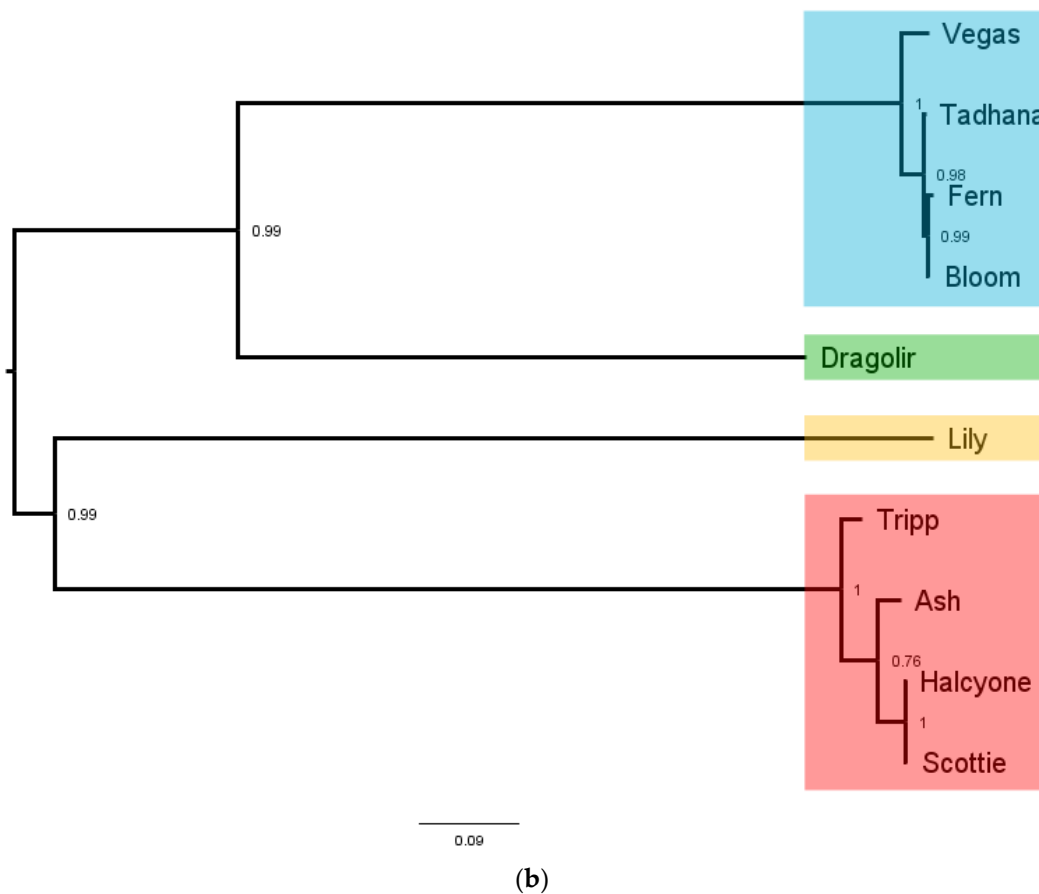 Vegas
1
Tadhana
0.98
Fern
0.99
0.99
Bloom
Dragolir
Lily
0.99
Tripp
1
Ash
0.76
Halcyone
1
Scottie
0.09
(b)